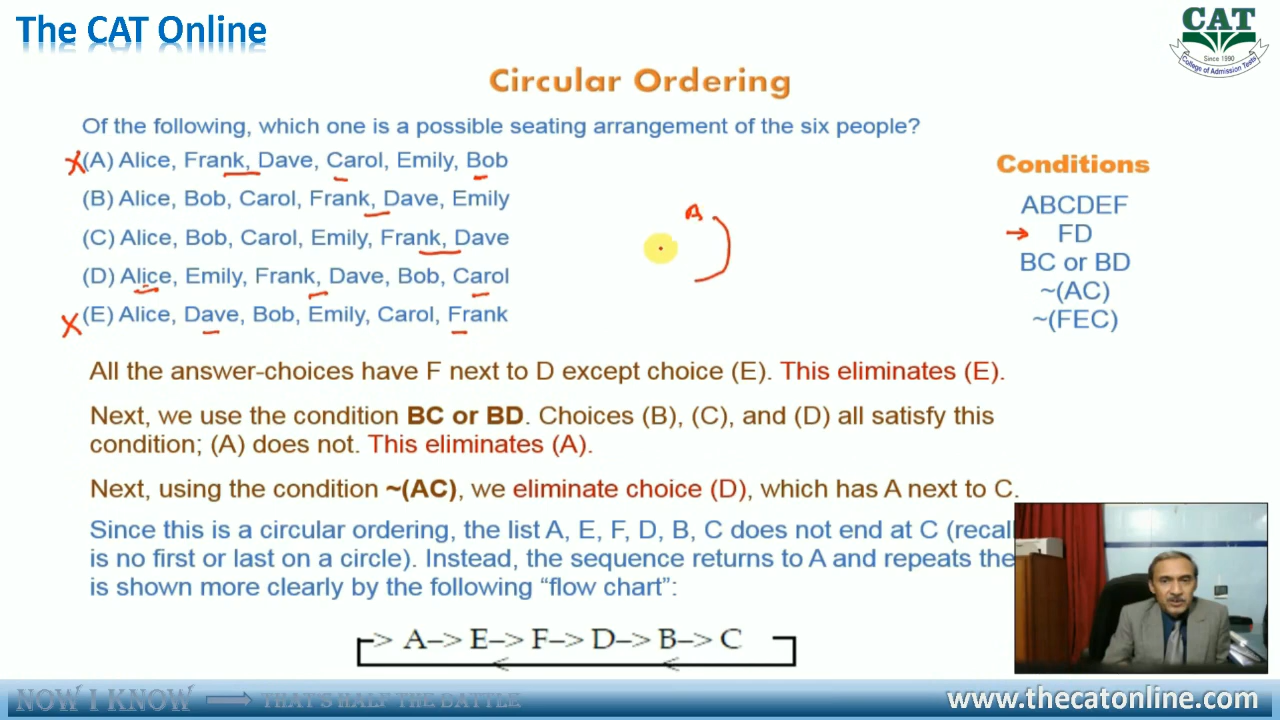 The CAT Online
CAT
Since 1990
College of Admission Tests
Circular Ordering
Of the following, which one is a possible seating arrangement of the six people?
X (A) Alice, Frank, Dave, Carol, Emily, Bob
(B) Alice, Bob, Carol, Frank, Dave, Emily
(C) Alice, Bob, Carol, Emily, Frank, Dave
(D) Alice, Emily, Frank, Dave, Bob, Carol
X (E) Alice, Dave, Bob, Emily, Carol, Frank
A
Conditions
ABCDEF
→ FD
BC or BD
~(AC)
~(FEC)
All the answer-choices have F next to D except choice (E). This eliminates (E).
Next, we use the condition BC or BD. Choices (B), (C), and (D) all satisfy this
condition; (A) does not. This eliminates (A).
Next, using the condition ~(AC), we eliminate choice (D), which has A next to C.
Since this is a circular ordering, the list A, E, F, D, B, C does not end at C (recall
is no first or last on a circle). Instead, the sequence returns to A and repeats the
is shown more clearly by the following “flow chart”:
–> A–> E–> F–> D–> B–> C
NOW I KNOW → THAT'S HALF THE BATTLE.
www.thecatonline.com